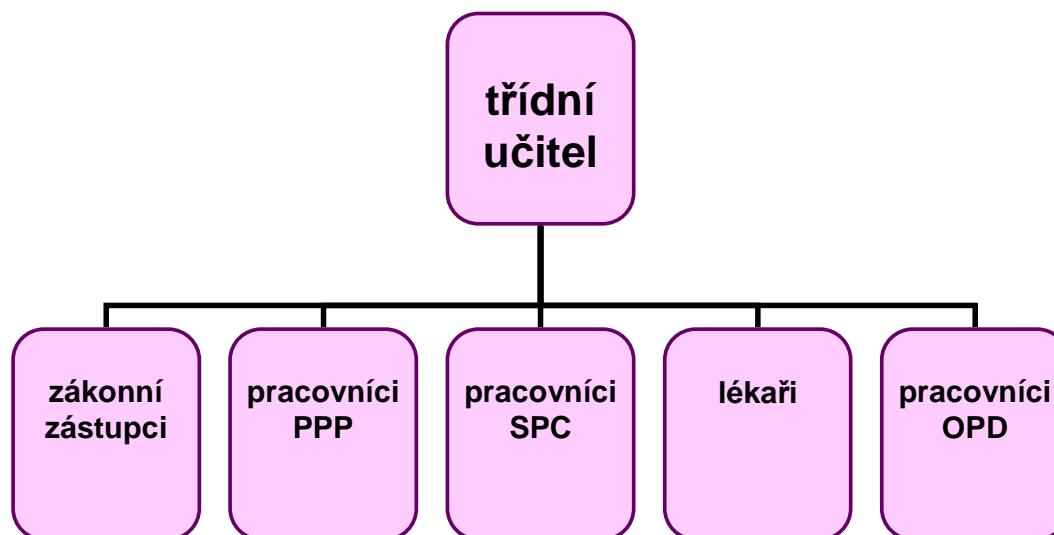 třídní
učitel
zákonní
zástupci
pracovníci
PPP
pracovníci
SPC
lékaři
pracovníci
OPD